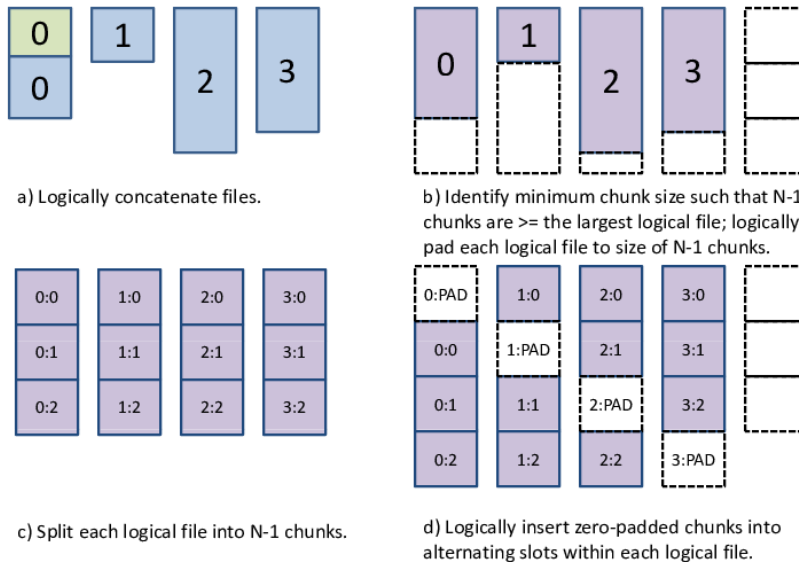 0
0
1
2
3
a) Logically concatenate files.
0
1
2
3
b) Identify minimum chunk size such that N-1
chunks are >= the largest logical file; logically
pad each logical file to size of N-1 chunks.
0:0 1:0 2:0 3:0
0:1 1:1 2:1 3:1
0:2 1:2 2:2 3:2
c) Split each logical file into N-1 chunks.
0:PAD 1:0 2:0 3:0
0:0 1:PAD 2:1 3:1
0:1 1:1 2:PAD 3:2
0:2 1:2 2:2 3:PAD
d) Logically insert zero-padded chunks into
alternating slots within each logical file.